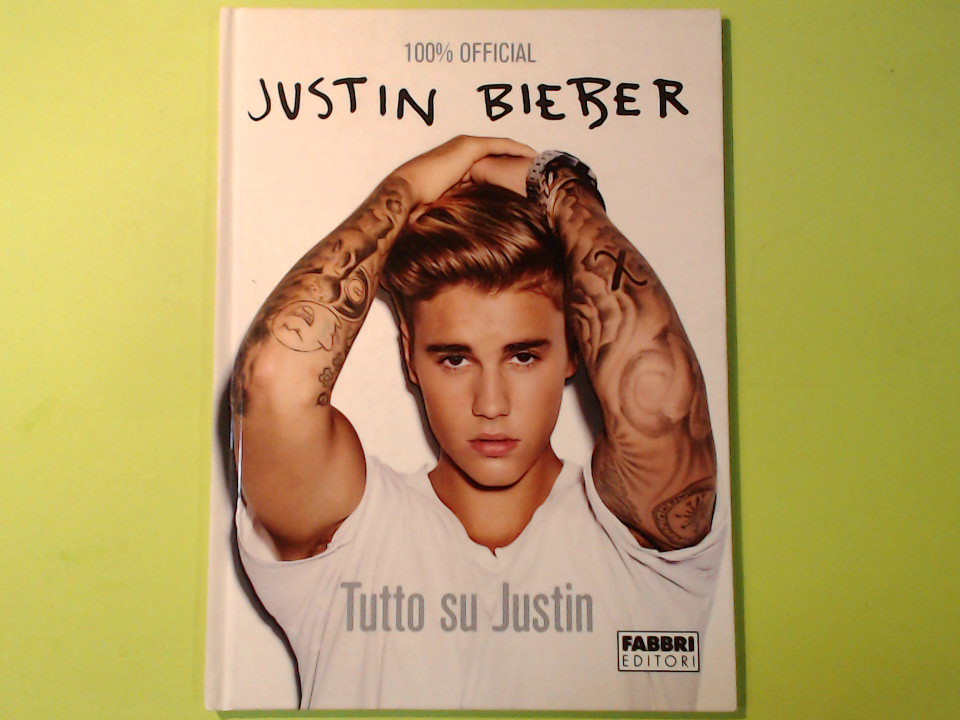 100% OFFICIAL
JUSTIN BIEBER
X
Tutto su Justin
FABBRI
EDITORI